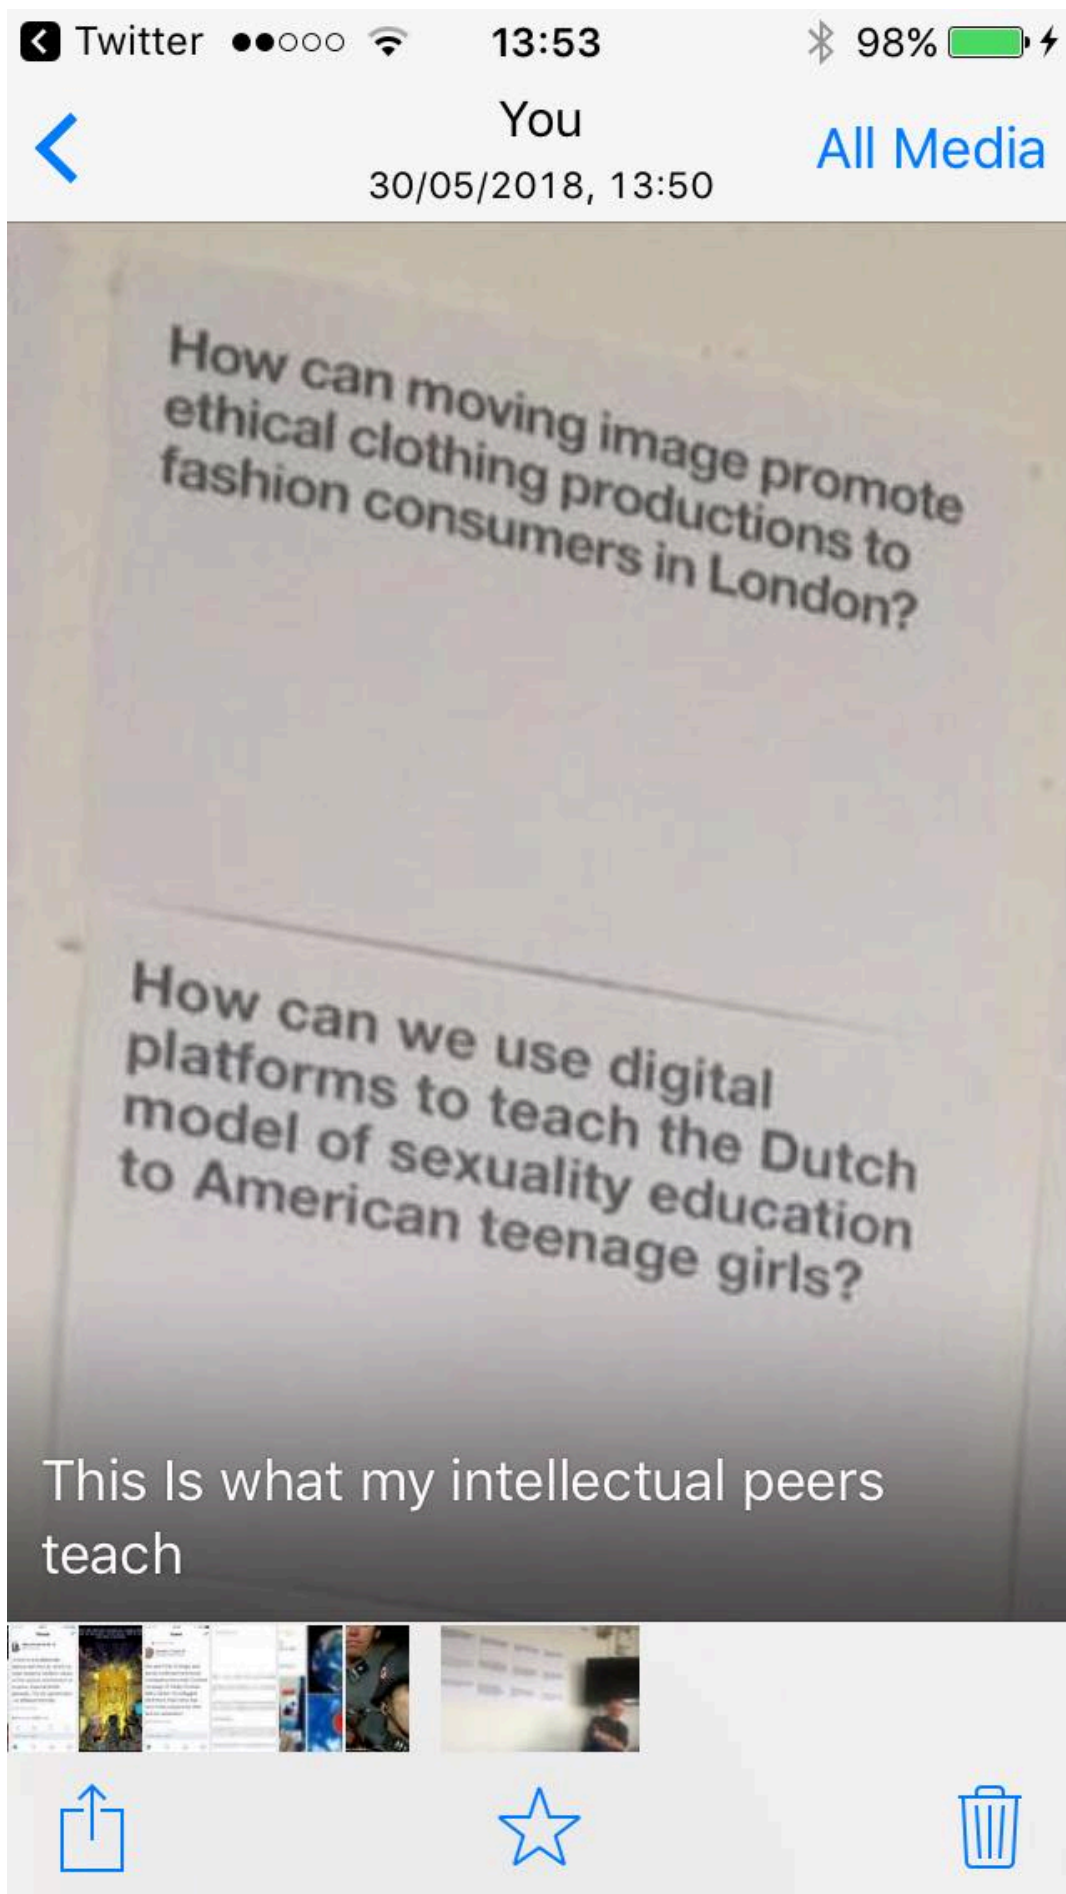 Twitter 13:53 98%
You
30/05/2018, 13:50
All Media
How can moving image promote
ethical clothing productions to
fashion consumers in London?
How can we use digital
platforms to teach the Dutch
model of sexuality education
to American teenage girls?
This Is what my intellectual peers
teach